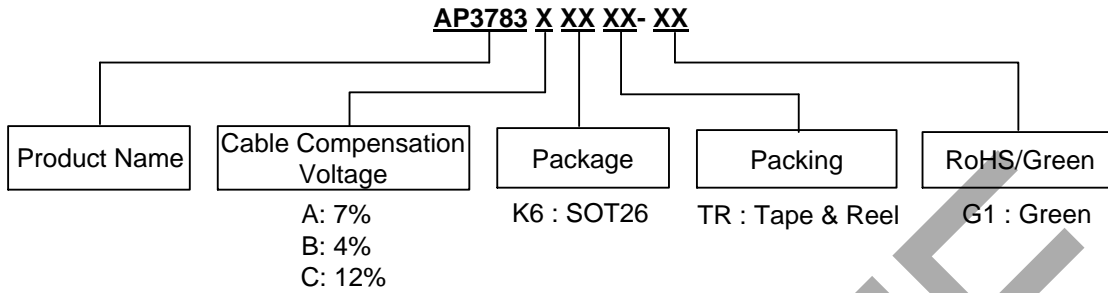 AP3783 X XX XX- XX
Product Name
Cable Compensation
Voltage
Package
Packing
RoHS/Green
A: 7%
B: 4%
C: 12%
K6 : SOT26
TR : Tape & Reel
G1 : Green